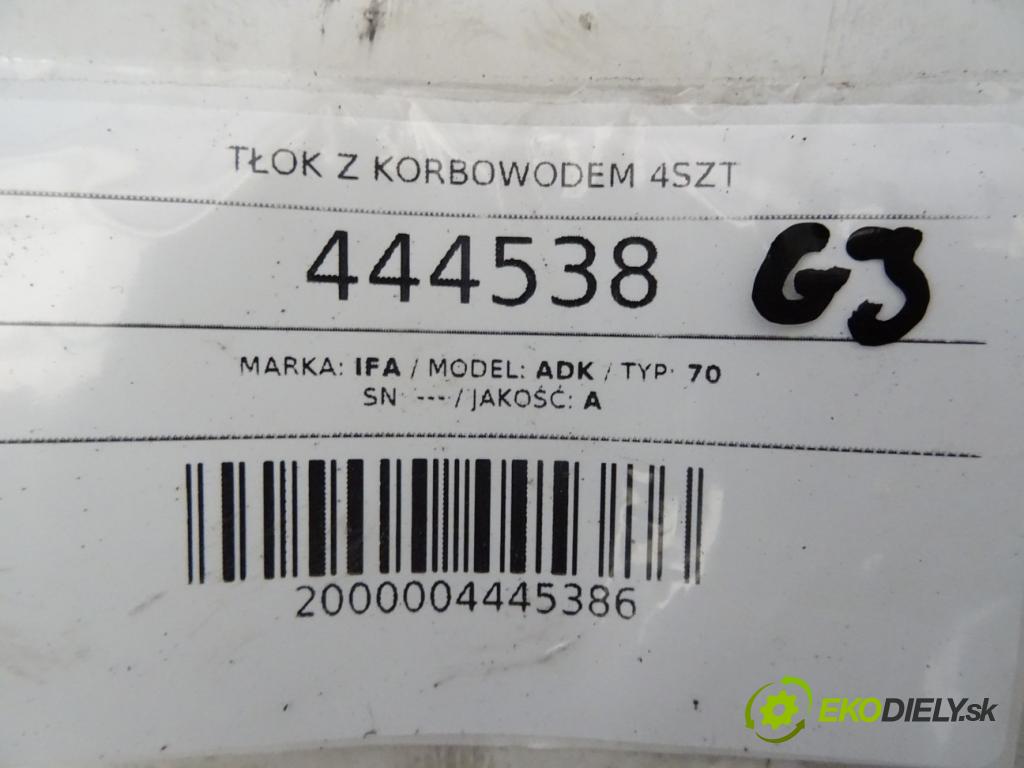 TŁOK Z KORBOWODEM 4SZT
444538 G3
MARKA: IFA / MODEL: ADK / TYP: 70
SN: --- / JAKOŚĆ: A
2000004445386
EKODIELY.sk